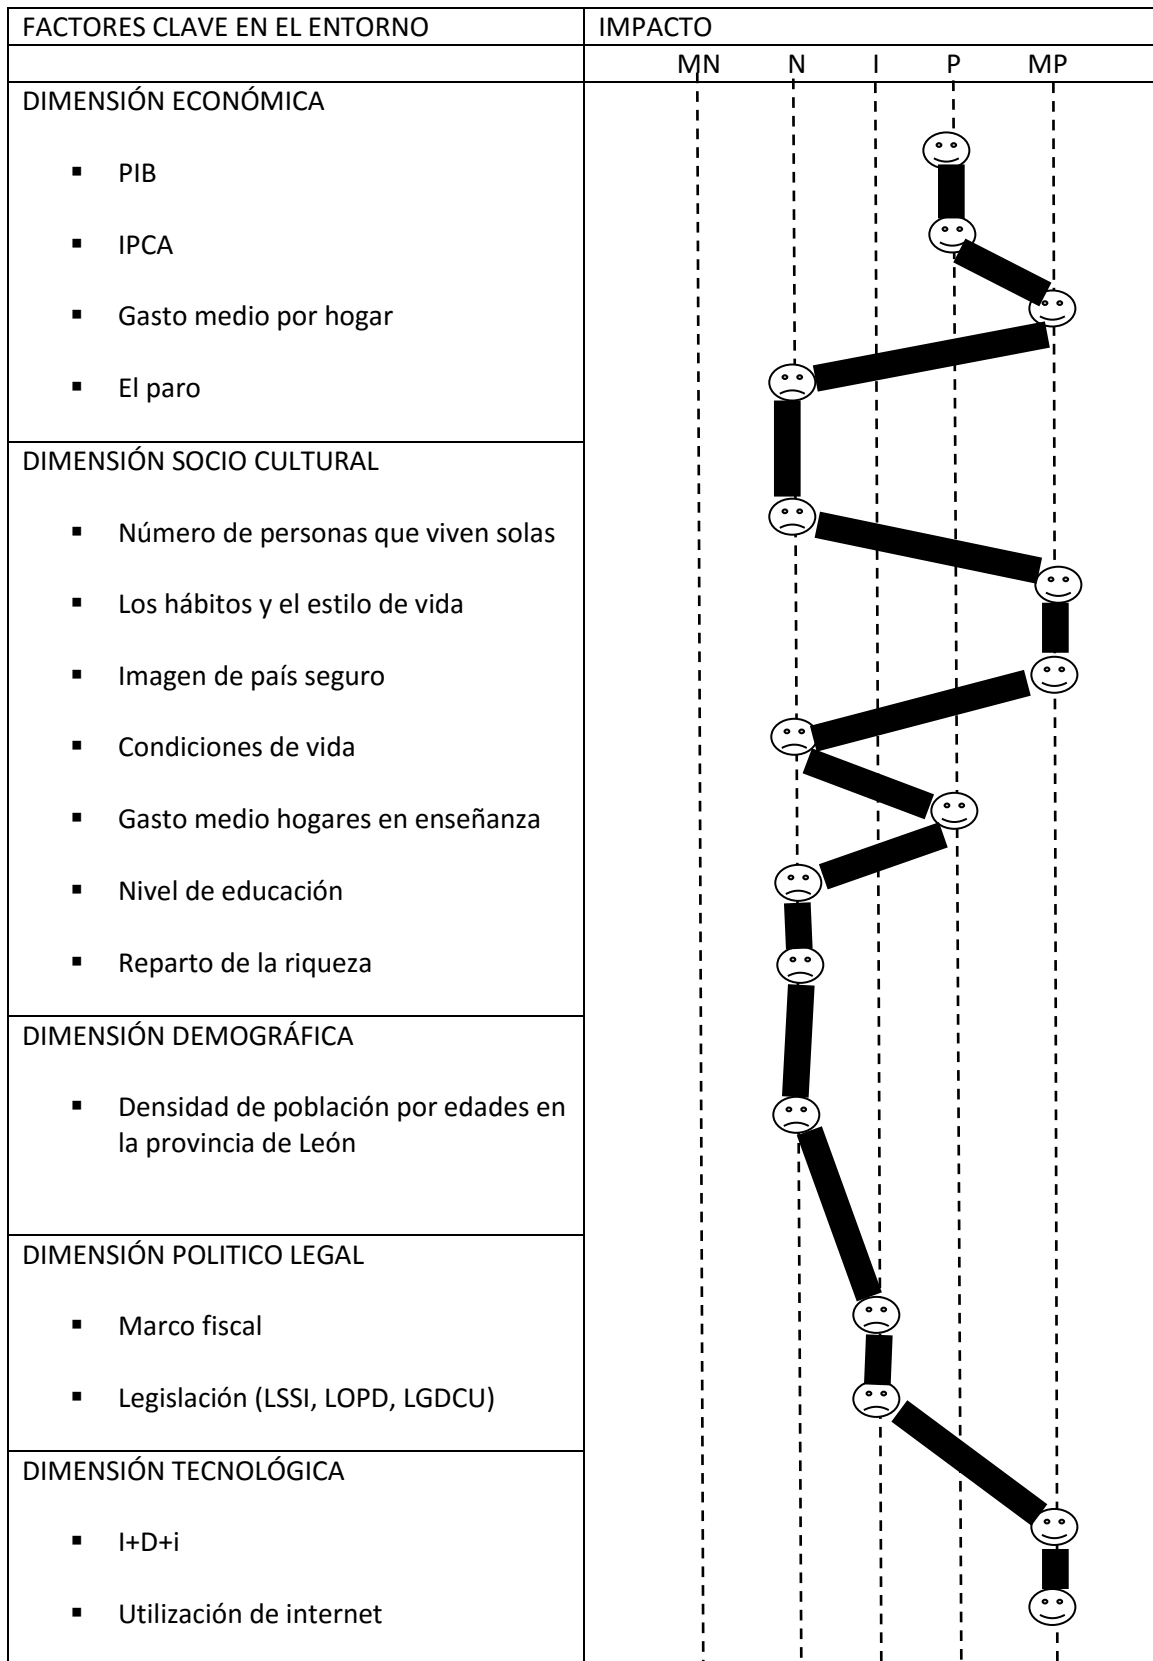 FACTORES CLAVE EN EL ENTORNO
IMPACTO
MN N I P MP
DIMENSIÓN ECONÓMICA
▪ PIB
▪ IPCA
▪ Gasto medio por hogar
▪ El paro
DIMENSIÓN SOCIO CULTURAL
▪ Número de personas que viven solas
▪ Los hábitos y el estilo de vida
▪ Imagen de país seguro
▪ Condiciones de vida
▪ Gasto medio hogares en enseñanza
▪ Nivel de educación
▪ Reparto de la riqueza
DIMENSIÓN DEMOGRÁFICA
▪ Densidad de población por edades en
la provincia de León
DIMENSIÓN POLITICO LEGAL
▪ Marco fiscal
▪ Legislación (LSSI, LOPD, LGDCU)
DIMENSIÓN TECNOLÓGICA
▪ I+D+i
▪ Utilización de internet